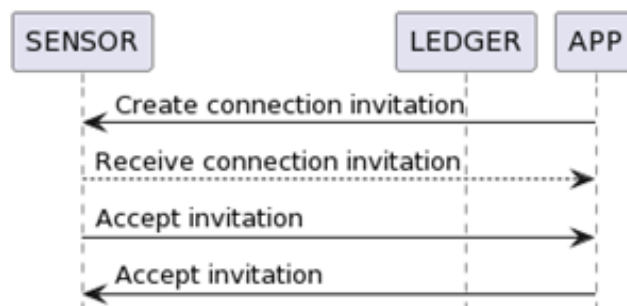 SENSOR LEDGER APP
Create connection invitation
Receive connection invitation
Accept invitation
Accept invitation